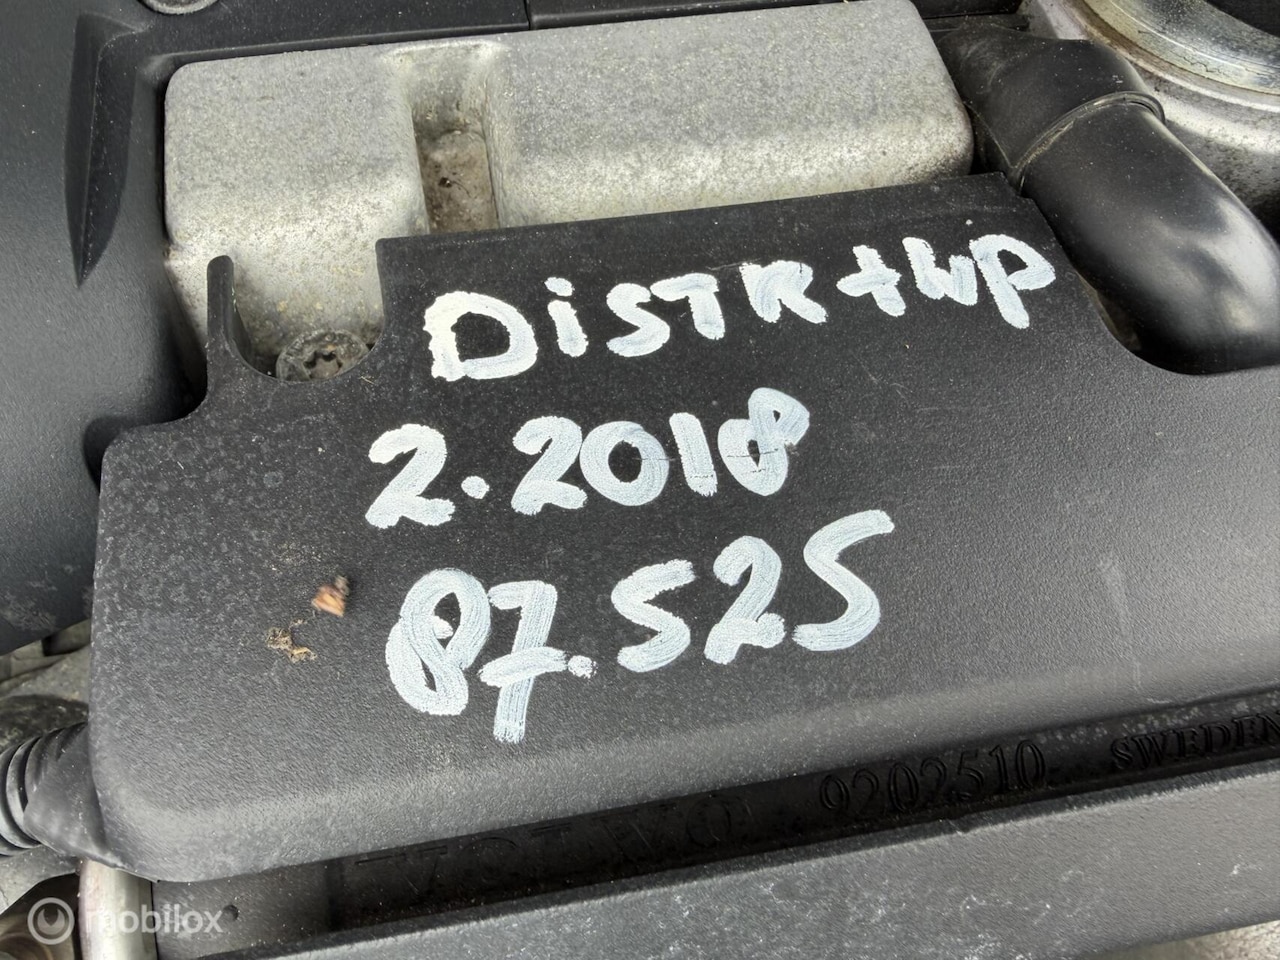 DiSTR+WP
2.2018
87.525
VOLVO 9202510 SWEDEN
mobilox